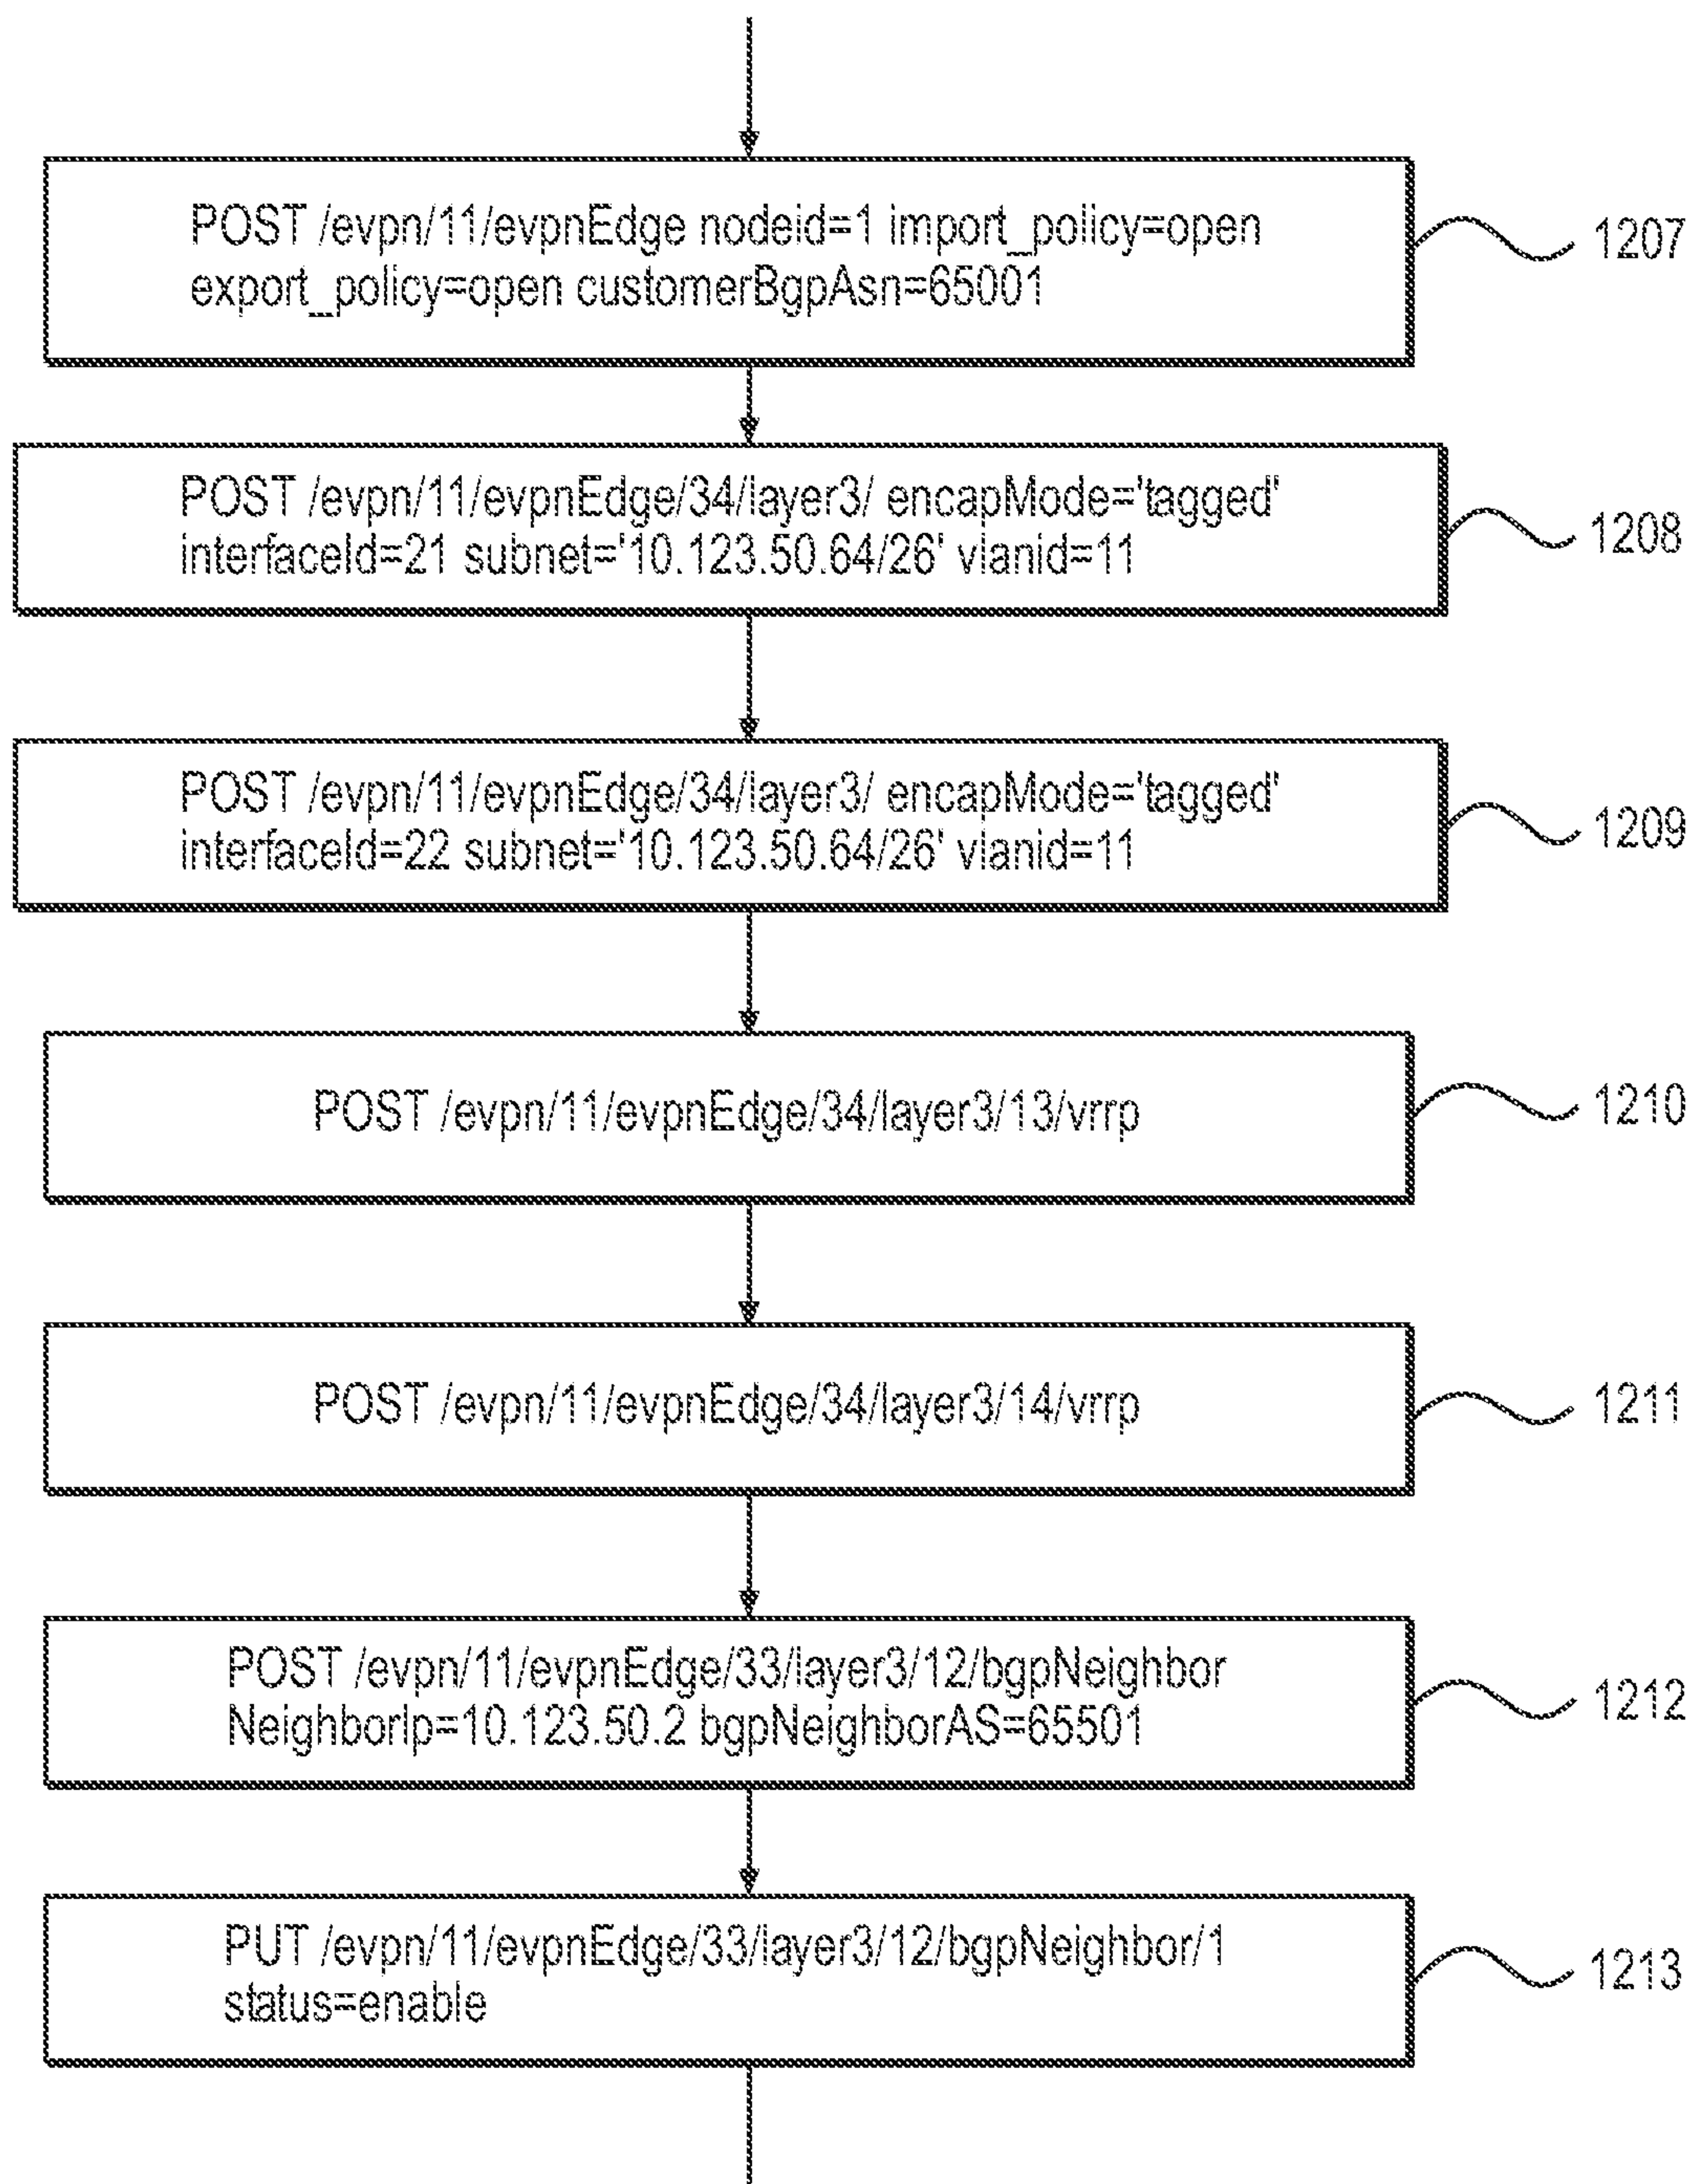 POST /evpn/11/evpnEdge nodeid=1 import_policy=open
export_policy=open customerBgpAsn=65001
1207
POST /evpn/11/evpnEdge/34/layer3/ encapMode='tagged'
interfaceId=21 subnet='10.123.50.64/26' vlanid=11
1208
POST /evpn/11/evpnEdge/34/layer3/ encapMode='tagged'
interfaceId=22 subnet='10.123.50.64/26' vlanid=11
1209
POST /evpn/11/evpnEdge/34/layer3/13/vrrp
1210
POST /evpn/11/evpnEdge/34/layer3/14/vrrp
1211
POST /evpn/11/evpnEdge/33/layer3/12/bgpNeighbor
NeighborIp=10.123.50.2 bgpNeighborAS=65501
1212
PUT /evpn/11/evpnEdge/33/layer3/12/bgpNeighbor/1
status=enable
1213